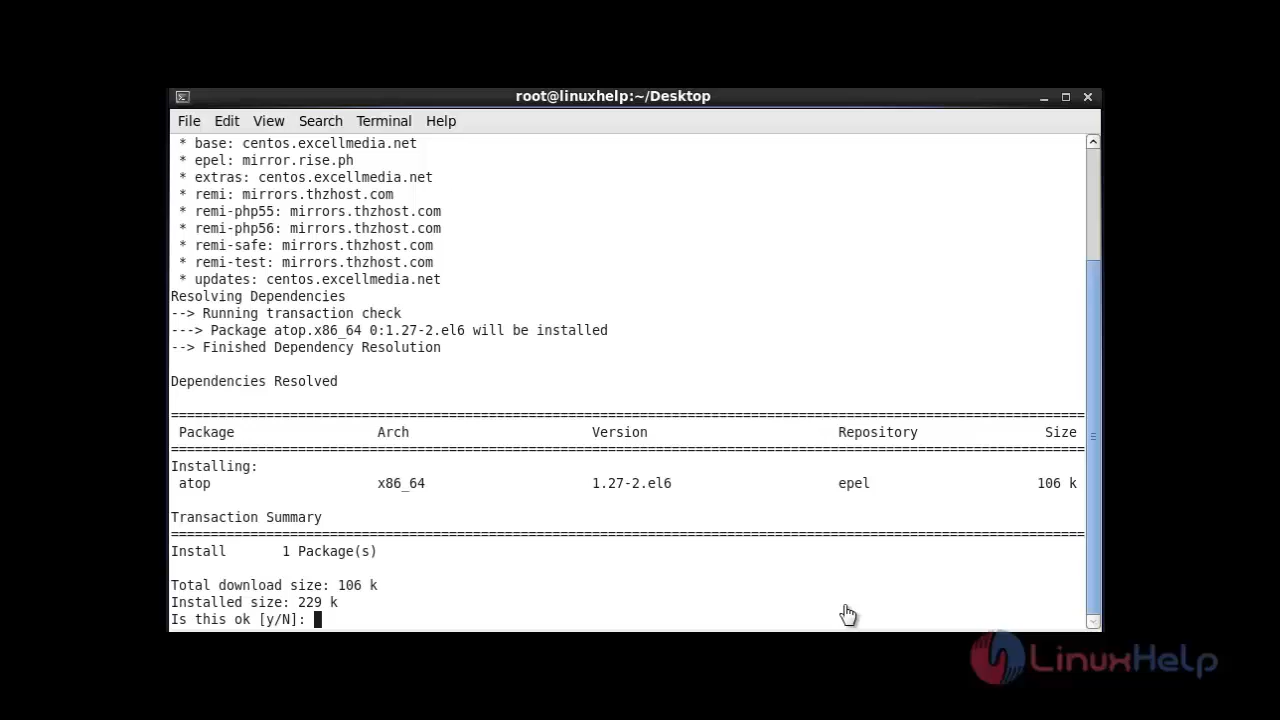 root@linuxhelp:~/Desktop
File Edit View Search Terminal Help
* base: centos.excellmedia.net
* epel: mirror.rise.ph
* extras: centos.excellmedia.net
* remi: mirrors.thzhost.com
* remi-php55: mirrors.thzhost.com
* remi-php56: mirrors.thzhost.com
* remi-safe: mirrors.thzhost.com
* remi-test: mirrors.thzhost.com
* updates: centos.excellmedia.net
Resolving Dependencies
--> Running transaction check
---> Package atop.x86_64 0:1.27-2.el6 will be installed
--> Finished Dependency Resolution
Dependencies Resolved
Package Arch Version Repository Size
Installing:
atop x86_64 1.27-2.el6 epel 106 k
Transaction Summary
Install 1 Package(s)
Total download size: 106 k
Installed size: 229 k
Is this ok [y/N]:
LinuxHelp